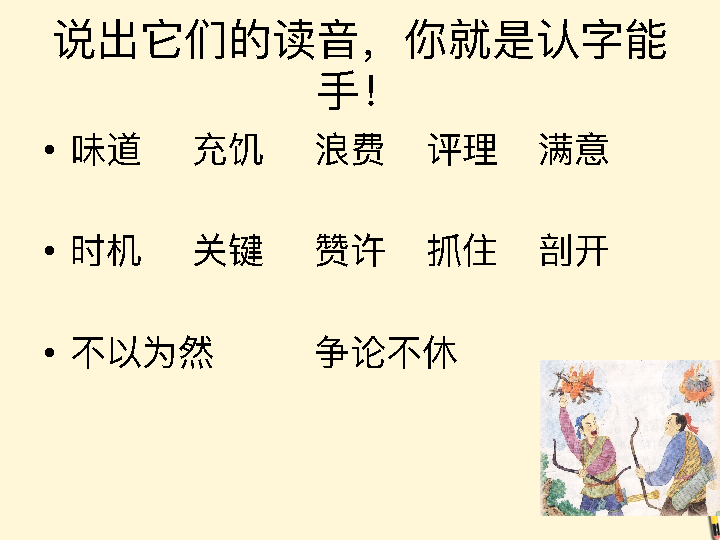 说出它们的读音，你就是认字能
手！
• 味道 充饥 浪费 评理 满意
• 时机 关键 赞许 抓住 剖开
• 不以为然 争论不休